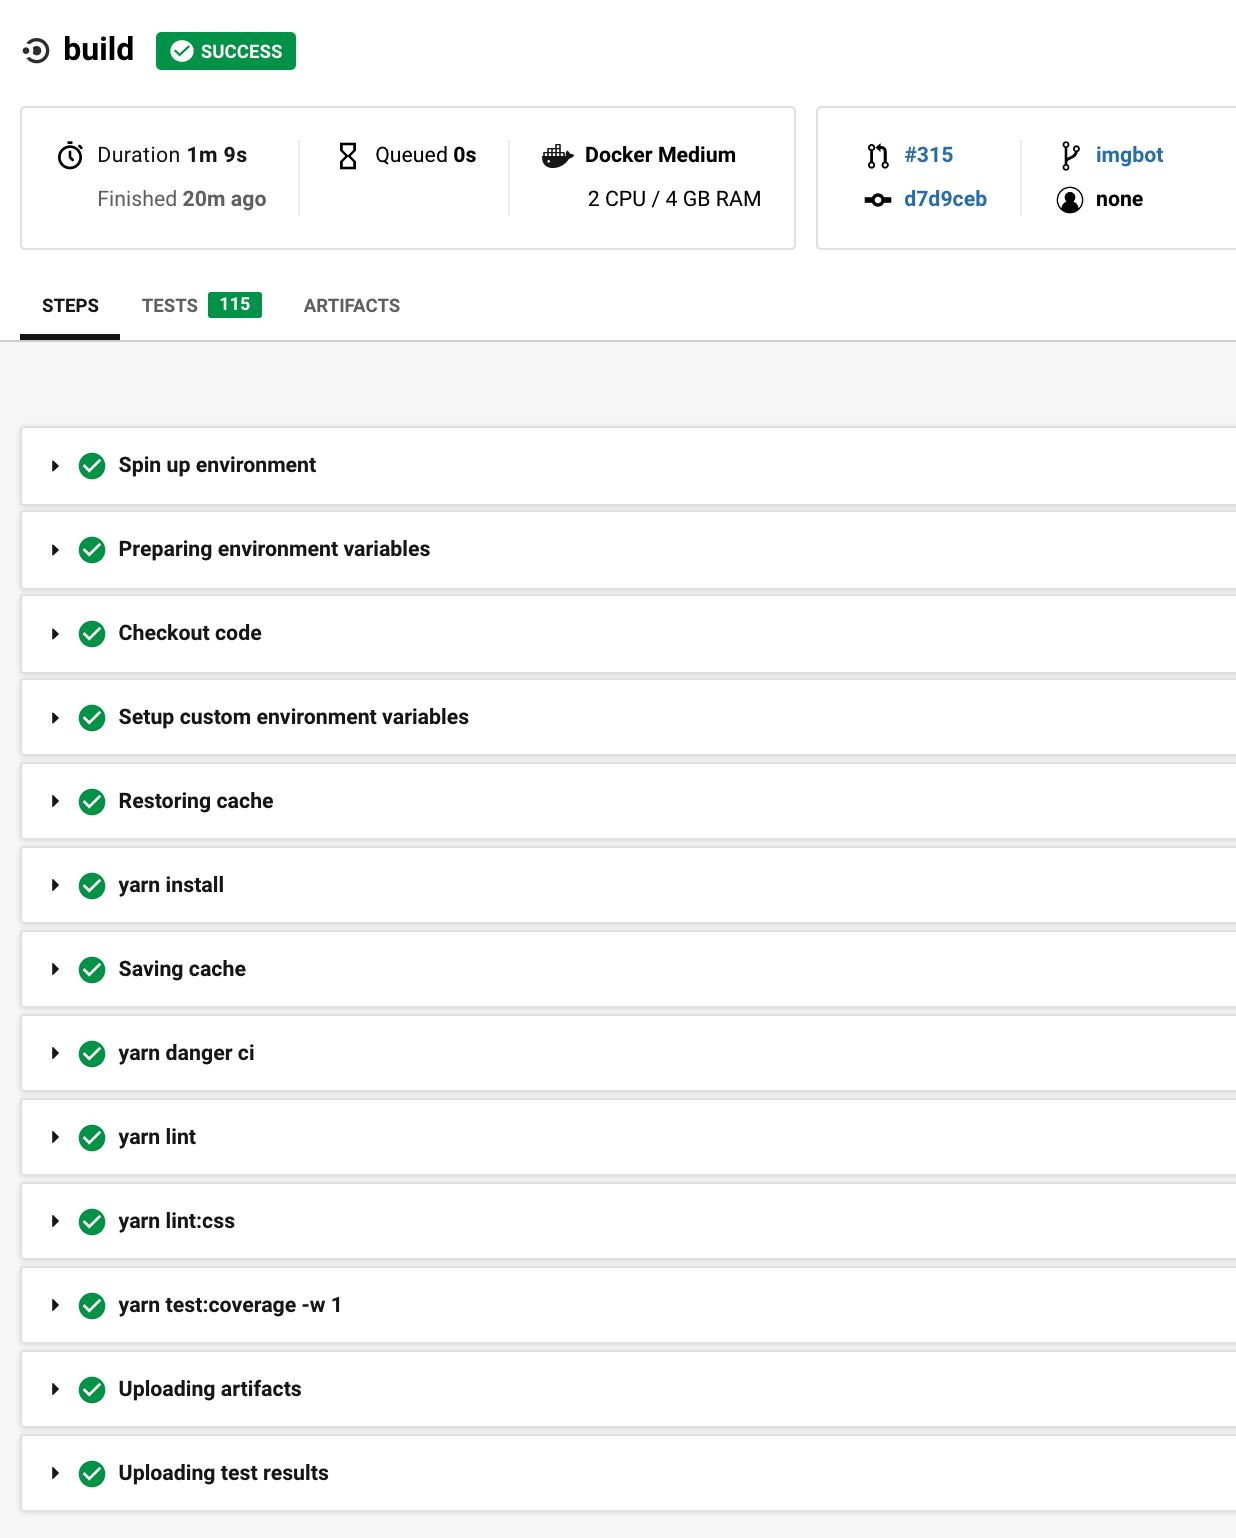 build SUCCESS
Duration 1m 9s
Finished 20m ago
Queued 0s
Docker Medium
2 CPU / 4 GB RAM
#315
d7d9ceb
imgbot
none
STEPS TESTS 115 ARTIFACTS
Spin up environment
Preparing environment variables
Checkout code
Setup custom environment variables
Restoring cache
yarn install
Saving cache
yarn danger ci
yarn lint
yarn lint:css
yarn test:coverage -w 1
Uploading artifacts
Uploading test results